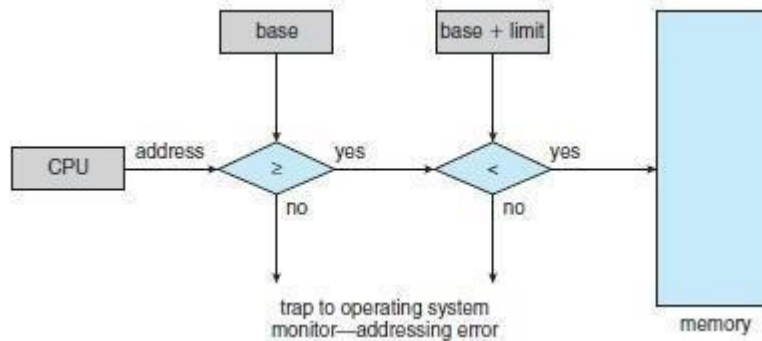 base
base + limit
CPU
address
≥
yes
<
yes
no
no
trap to operating system
monitor—addressing error
memory